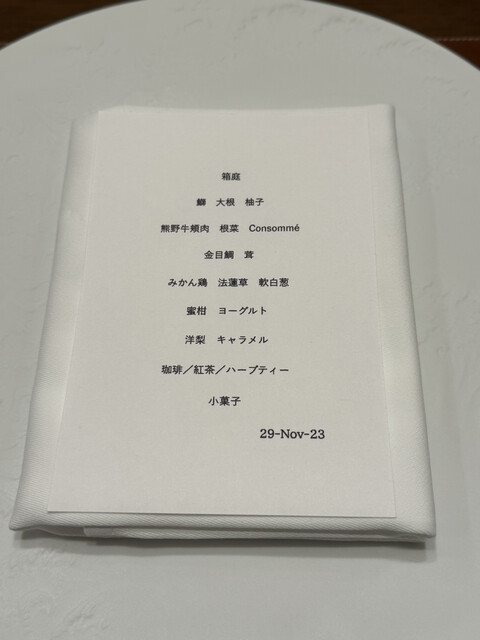 箱庭
鰤　大根　柚子
熊野牛頬肉　根菜　Consommé
金目鯛　茸
みかん鶏　法蓮草　軟白葱
蜜柑　ヨーグルト
洋梨　キャラメル
珈琲／紅茶／ハーブティー
小菓子
29-Nov-23